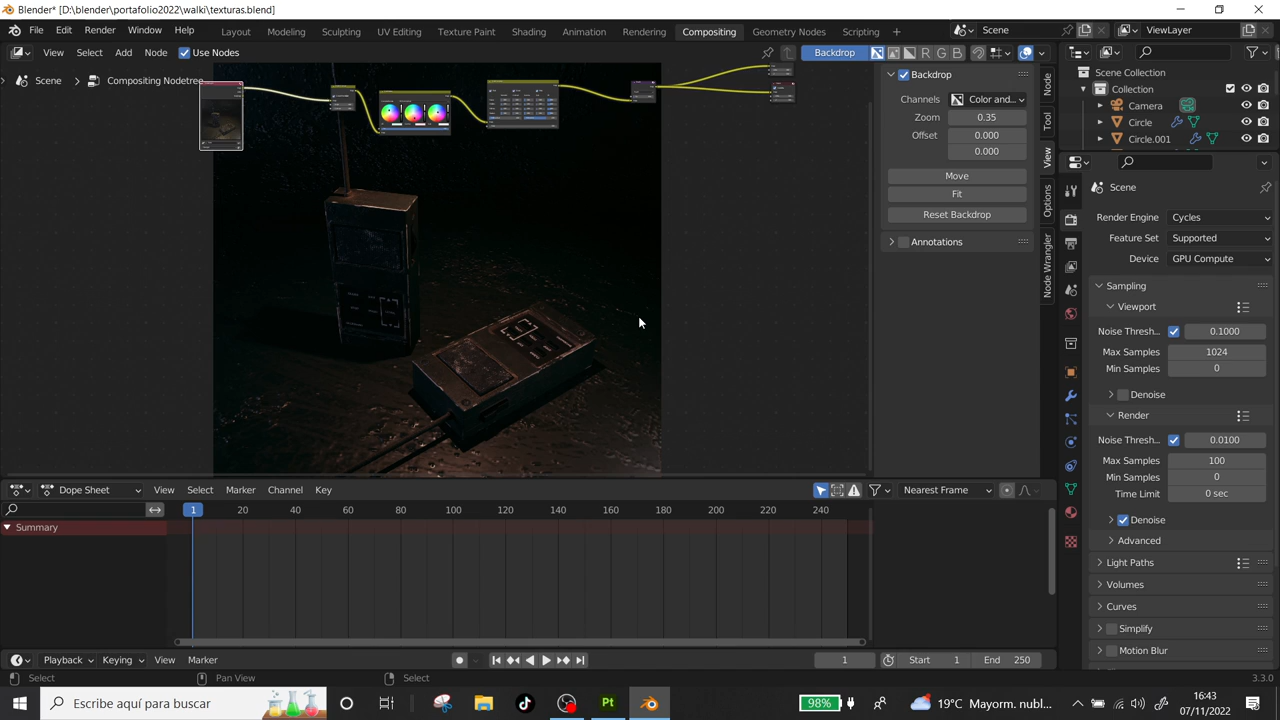 Blender* [D:\blender\portafolio2022\walki\texturas.blend]
File Edit Render Window Help Layout Modeling Sculpting UV Editing Texture Paint Shading Animation Rendering Compositing Geometry Nodes Scripting + Scene ViewLayer
View Select Add Node Use Nodes Backdrop R G B
Scene Compositing Nodetree
Backdrop
Channels Color and...
Zoom 0.35
Offset 0.000
0.000
Move
Fit
Reset Backdrop
Annotations
Node
Tool
View
Options
Node Wrangler
Scene Collection
Collection
Camera
Circle
Circle.001
Scene
Render Engine Cycles
Feature Set Supported
Device GPU Compute
Sampling
Viewport
Noise Thresh... 0.1000
Max Samples 1024
Min Samples 0
Denoise
Render
Noise Thresh... 0.0100
Max Samples 100
Min Samples 0
Time Limit 0 sec
Denoise
Advanced
Light Paths
Volumes
Curves
Simplify
Motion Blur
Dope Sheet View Select Marker Channel Key Nearest Frame
1 20 40 60 80 100 120 140 160 180 200 220 240
Summary
Playback Keying View Marker 1 Start 1 End 250
Select Pan View Select 3.3.0
Escribe aquí para buscar Pt 98% 19°C Mayorm. nubl... 16:43
07/11/2022